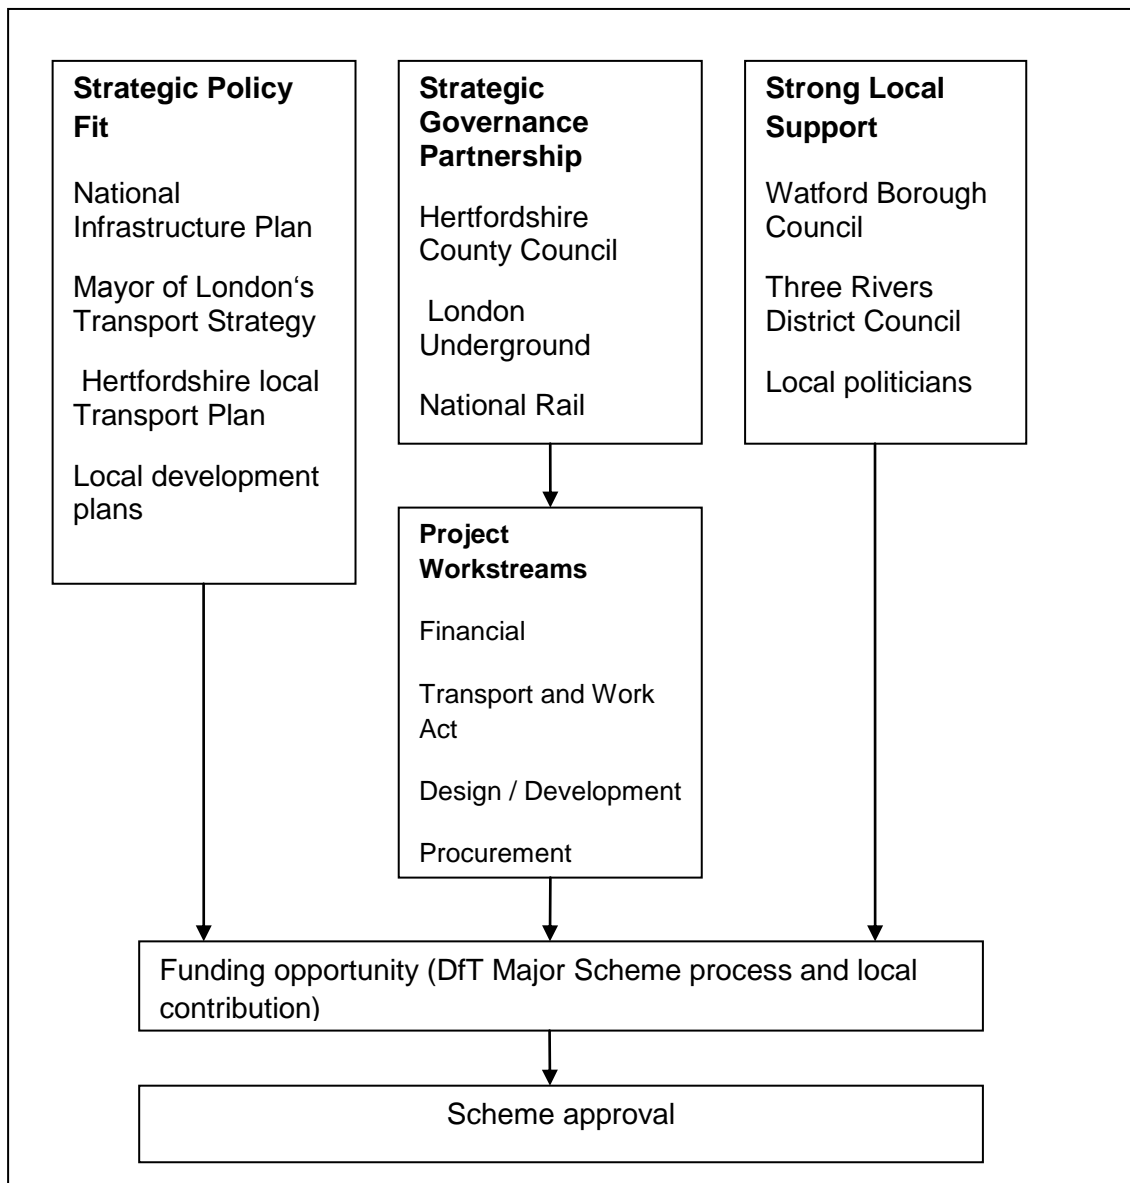 Strategic Policy
Fit
National
Infrastructure Plan
Mayor of London‘s
Transport Strategy
Hertfordshire local
Transport Plan
Local development
plans
Strategic
Governance
Partnership
Hertfordshire
County Council
London
Underground
National Rail
Strong Local
Support
Watford Borough
Council
Three Rivers
District Council
Local politicians
Project
Workstreams
Financial
Transport and Work
Act
Design / Development
Procurement
Funding opportunity (DfT Major Scheme process and local
contribution)
Scheme approval